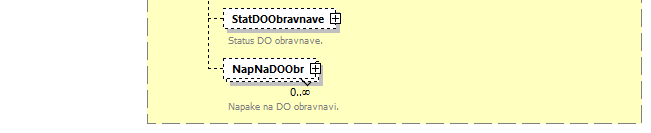 StatDOObravnave
Status DO obravnave.
NapNaDOObr
0..∞
Napake na DO obravnavi.